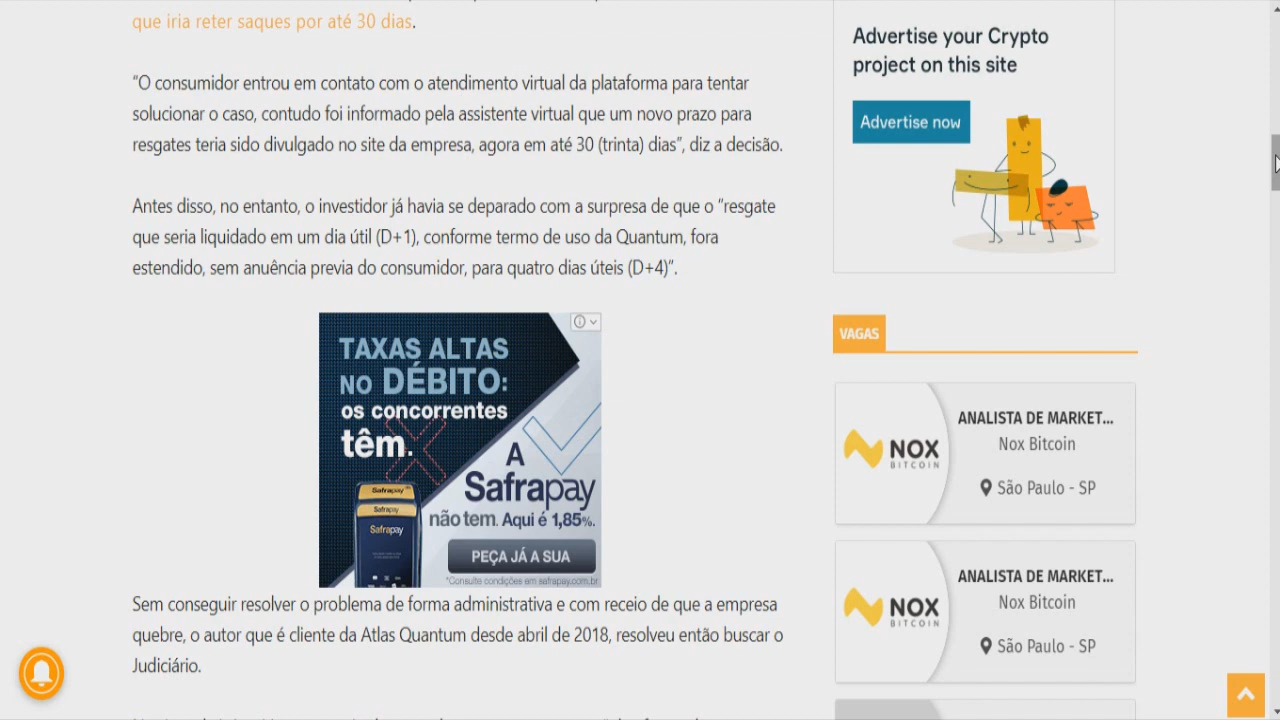 que iria reter saques por até 30 dias.
“O consumidor entrou em contato com o atendimento virtual da plataforma para tentar
solucionar o caso, contudo foi informado pela assistente virtual que um novo prazo para
resgates teria sido divulgado no site da empresa, agora em até 30 (trinta) dias”, diz a decisão.
Antes disso, no entanto, o investidor já havia se deparado com a surpresa de que o “resgate
que seria liquidado em um dia útil (D+1), conforme termo de uso da Quantum, fora
estendido, sem anuência previa do consumidor, para quatro dias úteis (D+4)”.
TAXAS ALTAS
NO DÉBITO:
os concorrentes
têm.
A
Safrapay
não tem. Aqui é 1,85%.
Safrapay
Safrapay
Safrapay
PEÇA JÁ A SUA
*Consulte condições em safrapay.com.br
Sem conseguir resolver o problema de forma administrativa e com receio de que a empresa
quebre, o autor que é cliente da Atlas Quantum desde abril de 2018, resolveu então buscar o
Judiciário.
Advertise your Crypto
project on this site
Advertise now
VAGAS
NOX
BITCOIN
ANALISTA DE MARKET...
Nox Bitcoin
São Paulo - SP
NOX
BITCOIN
ANALISTA DE MARKET...
Nox Bitcoin
São Paulo - SP